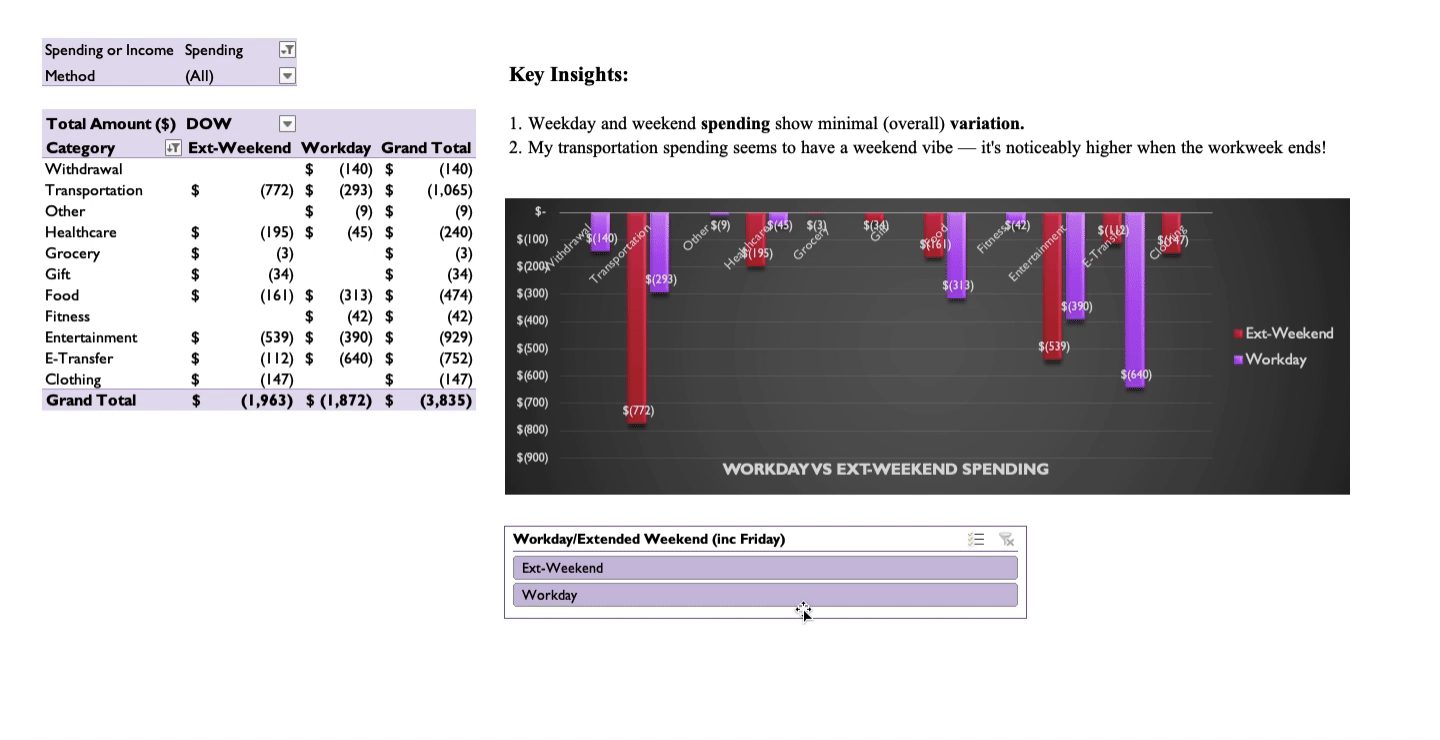 Spending or Income Spending
Method (All)
Key Insights:
1. Weekday and weekend spending show minimal (overall) variation.
2. My transportation spending seems to have a weekend vibe — it's noticeably higher when the workweek ends!
Total Amount ($) DOW
Category Ext-Weekend Workday Grand Total
Withdrawal $ (140) $ (140)
Transportation $ (772) $ (293) $ (1,065)
Other $ (9) $ (9)
Healthcare $ (195) $ (45) $ (240)
Grocery $ (3) $ (3)
Gift $ (34) $ (34)
Food $ (161) $ (313) $ (474)
Fitness $ (42) $ (42)
Entertainment $ (539) $ (390) $ (929)
E-Transfer $ (112) $ (640) $ (752)
Clothing $ (147) $ (147)
Grand Total $ (1,963) $ (1,872) $ (3,835)
$-
$(100)
$(200)
$(300)
$(400)
$(500)
$(600)
$(700)
$(800)
$(900)
Withdrawal
Transportation
Other
Healthcare
Grocery
Gift
Food
Fitness
Entertainment
E-Transfer
Clothing
$(140)
$(772)
$(293)
$(9)
$(195)
$(45)
$(3)
$(34)
$(161)
$(313)
$(42)
$(539)
$(390)
$(112)
$(640)
$(147)
Ext-Weekend
Workday
WORKDAY VS EXT-WEEKEND SPENDING
Workday/Extended Weekend (inc Friday)
Ext-Weekend
Workday